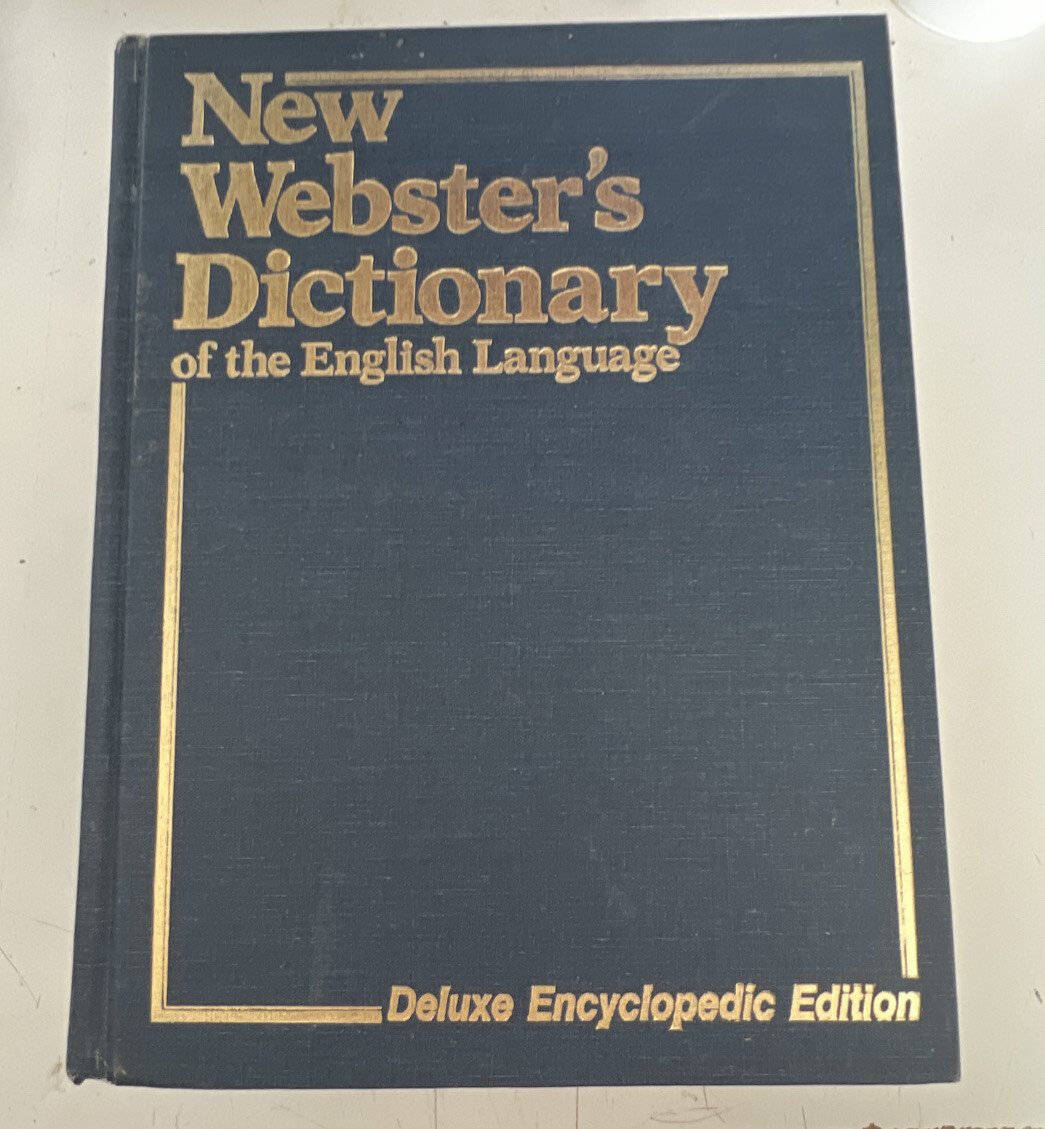 New
Webster's
Dictionary
of the English Language
Deluxe Encyclopedic Edition